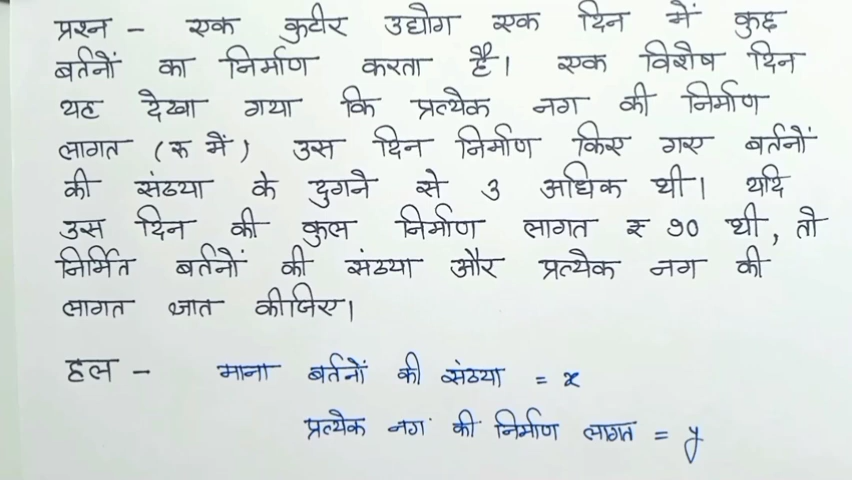 प्रश्न - एक कुटीर उद्योग एक दिन में कुछ
बर्तनों का निर्माण करता है। एक विशेष दिन
यह देखा गया कि प्रत्येक नग की निर्माण
लागत (रू में) उस दिन निर्माण किए गए बर्तनों
की संख्या के दुगने से 3 अधिक थी। यदि
उस दिन की कुल निर्माण लागत रू 90 थी, तो
निर्मित बर्तनों की संख्या और प्रत्येक नग की
लागत ज्ञात कीजिए।
हल - माना बर्तनों की संख्या = x
प्रत्येक नग की निर्माण लागत = y